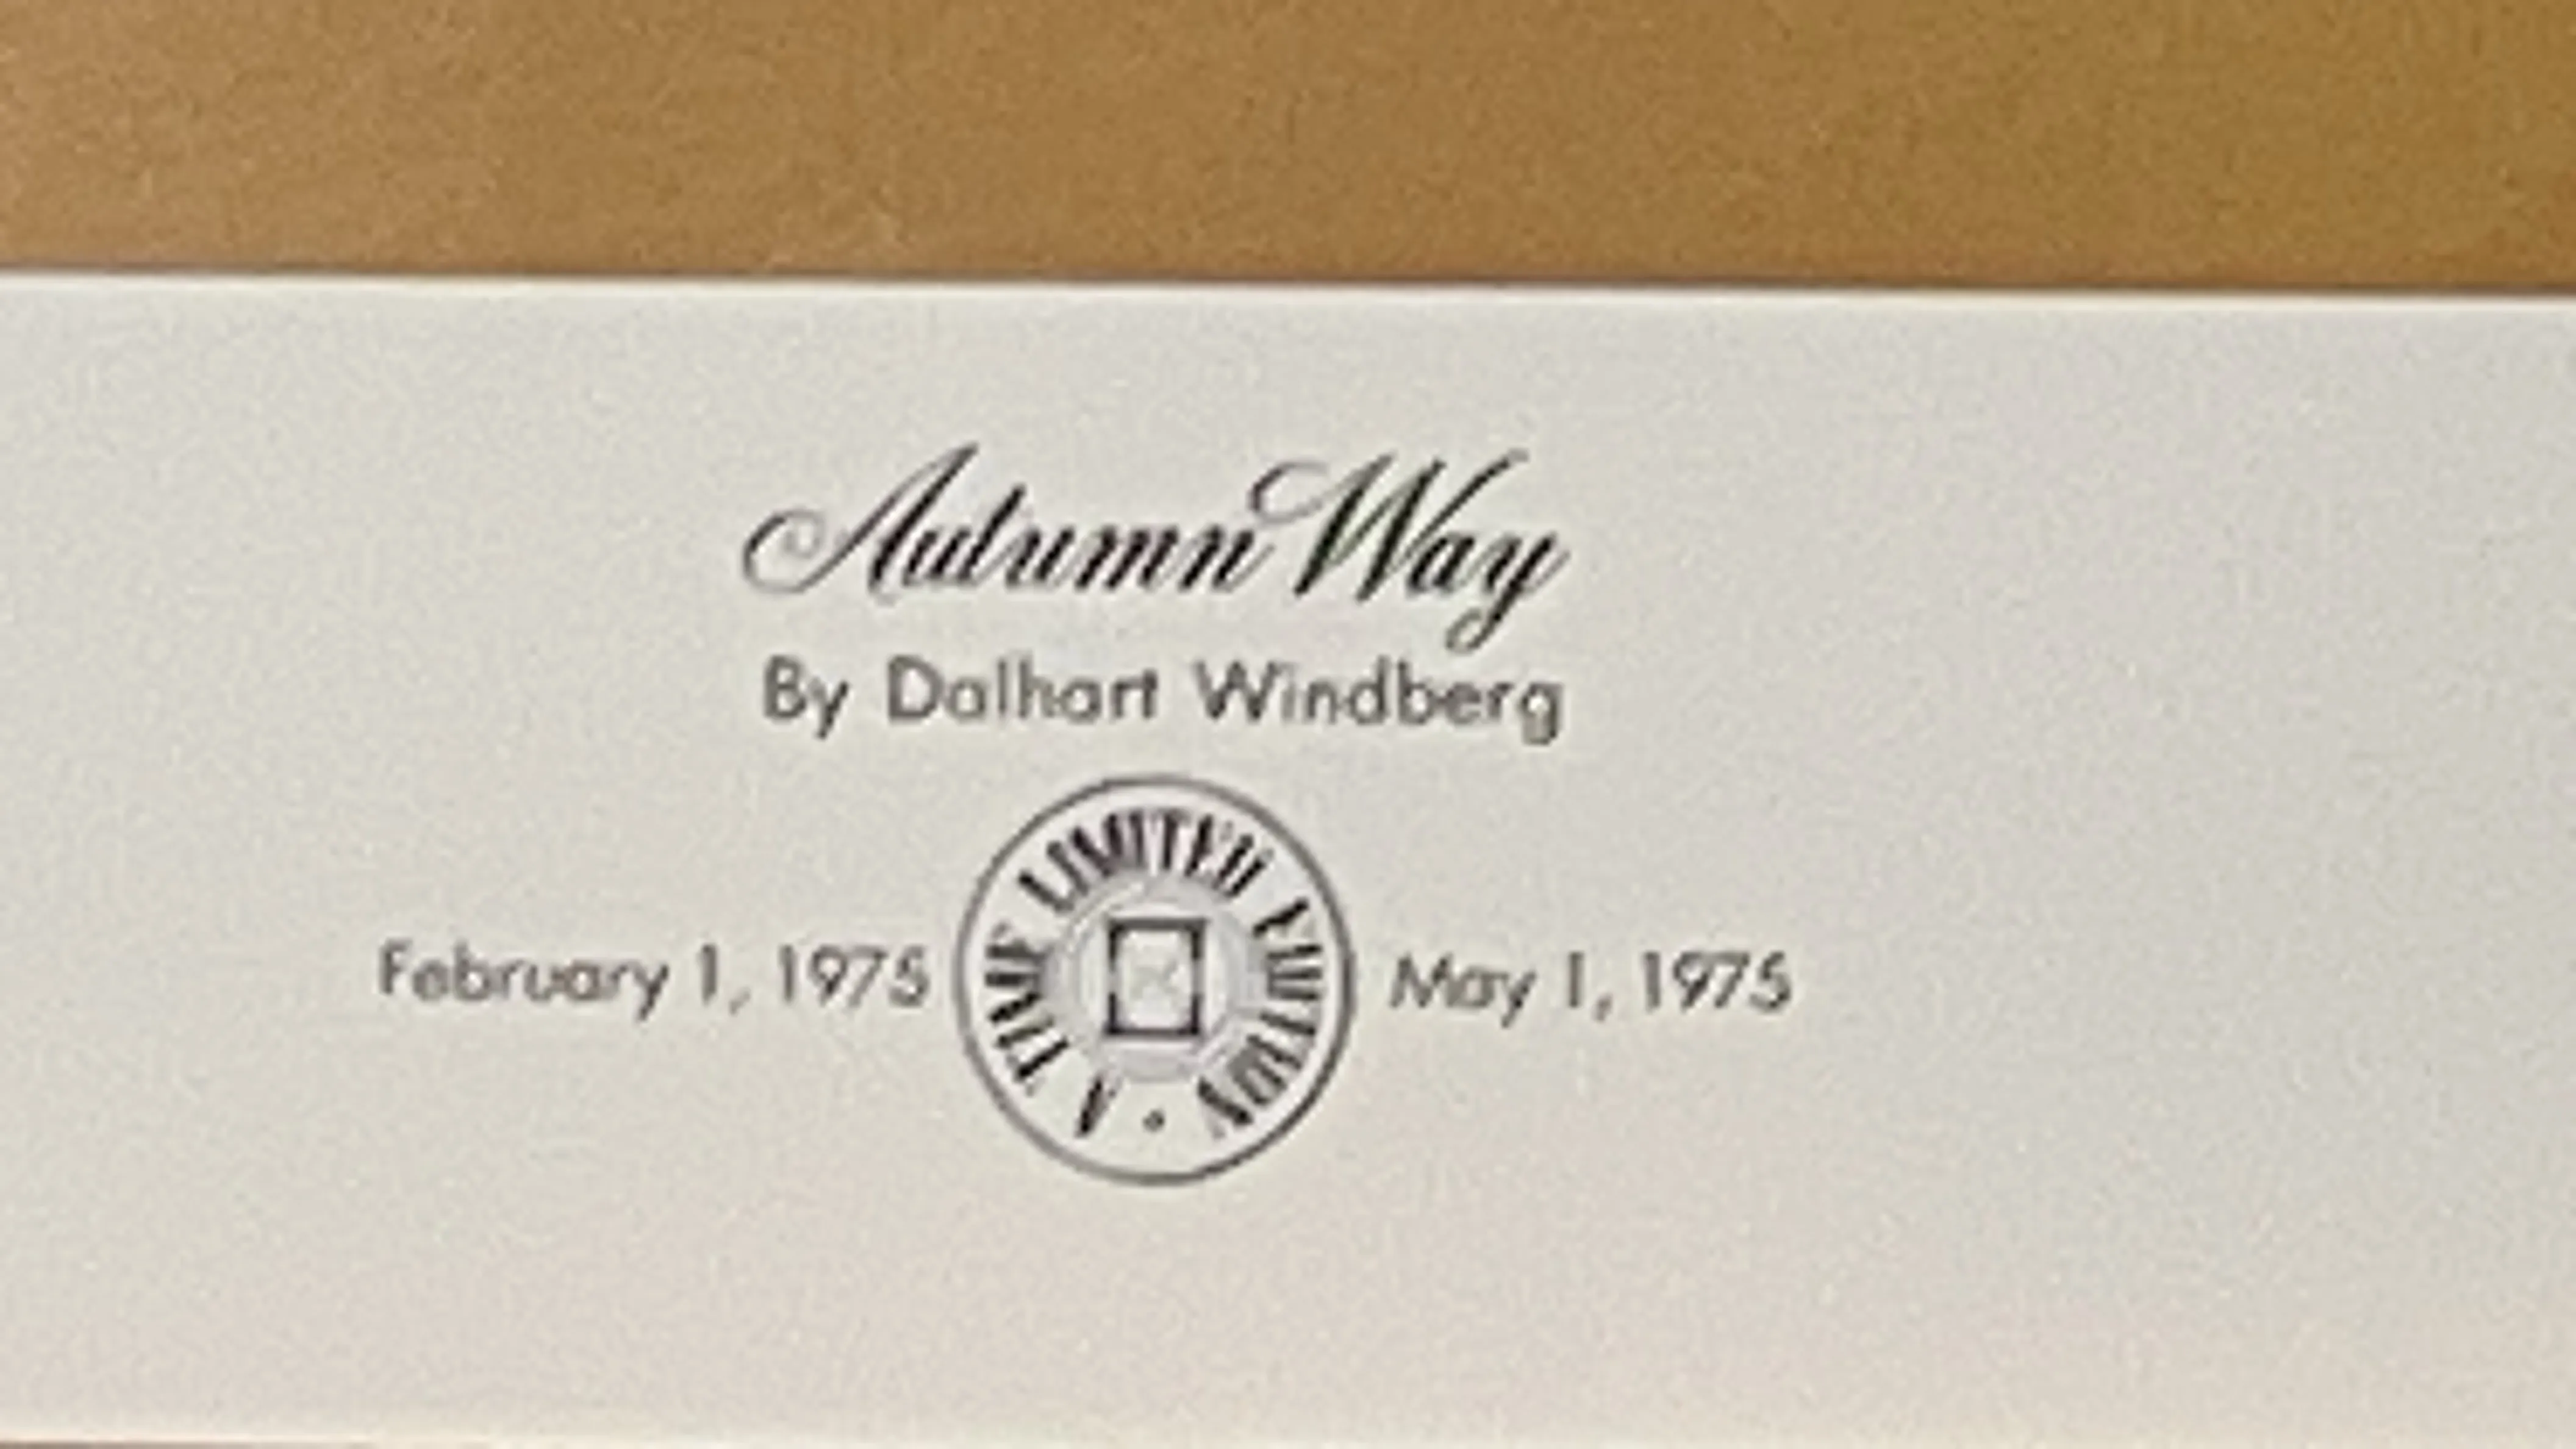 Autumn Way
By Dalhart Windberg
A TIME LIMITED EDITION •
February 1, 1975
May 1, 1975